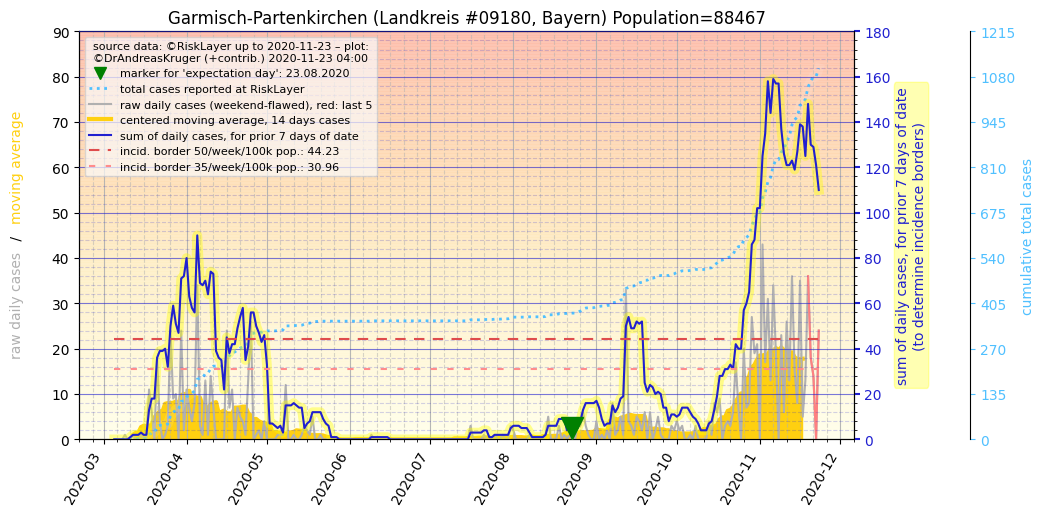 Garmisch-Partenkirchen (Landkreis #09180, Bayern) Population=88467
source data: ©RiskLayer up to 2020-11-23 – plot:
©DrAndreasKruger (+contrib.) 2020-11-23 04:00
marker for 'expectation day': 23.08.2020
total cases reported at RiskLayer
raw daily cases (weekend-flawed), red: last 5
centered moving average, 14 days cases
sum of daily cases, for prior 7 days of date
incid. border 50/week/100k pop.: 44.23
incid. border 35/week/100k pop.: 30.96
raw daily cases / moving average
90
80
70
60
50
40
30
20
10
0
2020-03
2020-04
2020-05
2020-06
2020-07
2020-08
2020-09
2020-10
2020-11
2020-12
180
160
140
120
100
80
60
40
20
0
sum of daily cases, for prior 7 days of date
(to determine incidence borders)
1215
1080
945
810
675
540
405
270
135
0
cumulative total cases